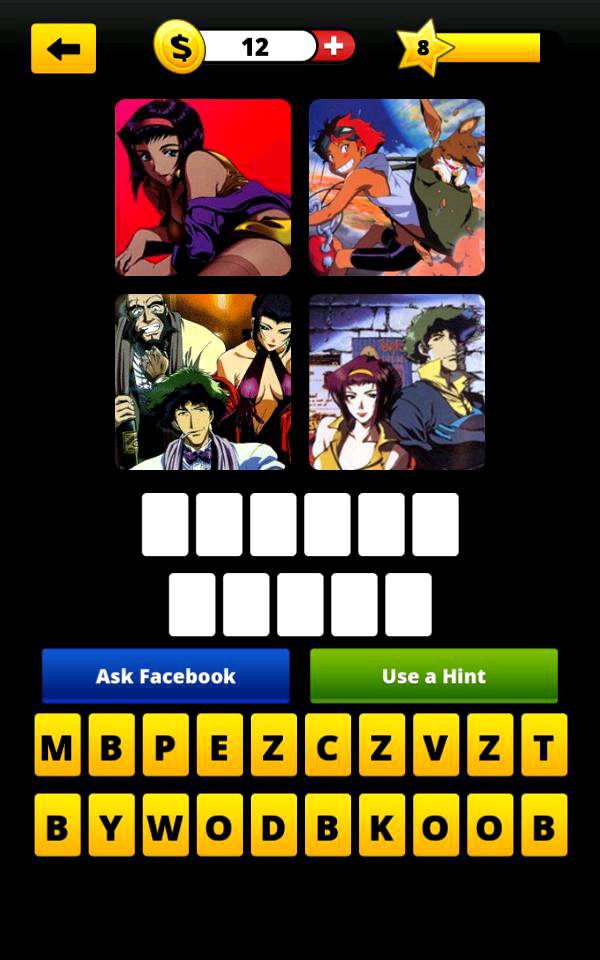 12
8
Ask Facebook Use a Hint
M B P E Z C Z V Z T
B Y W O D B K O O B